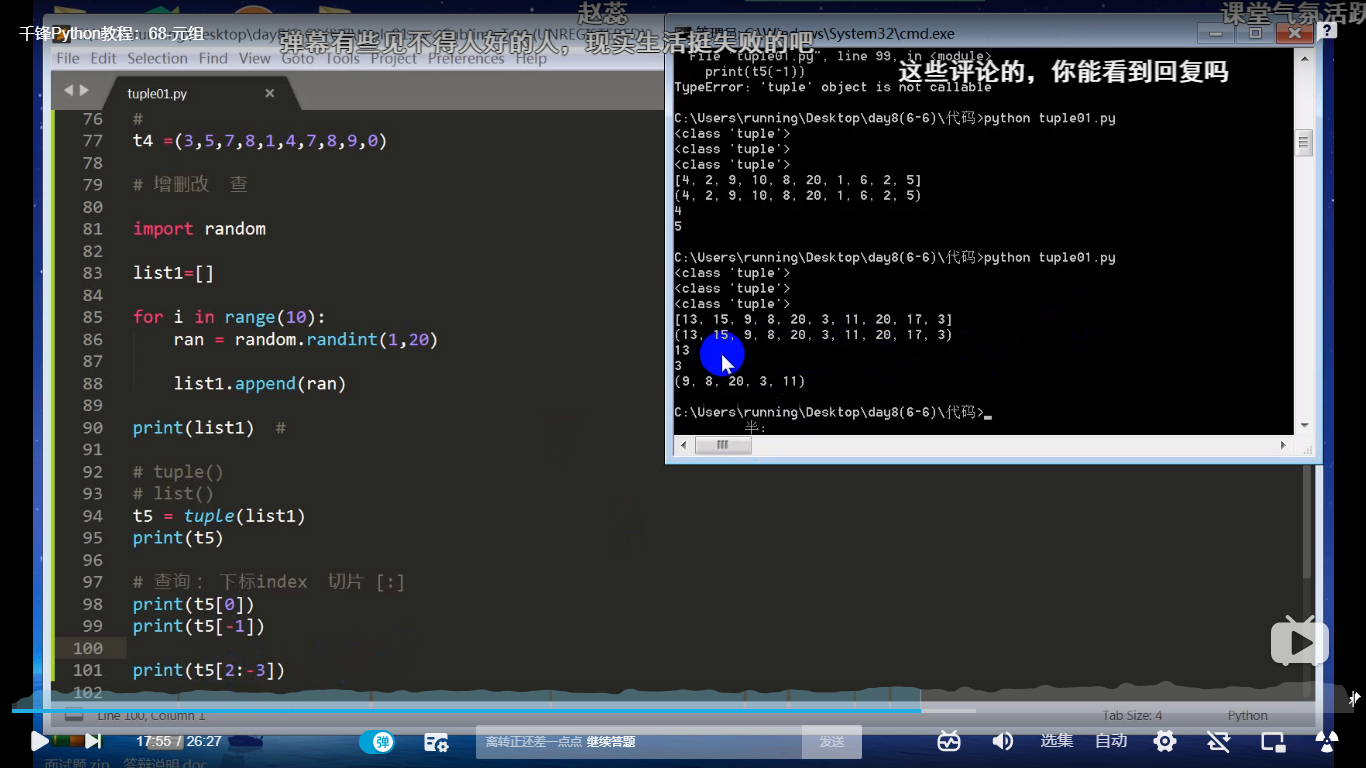 赵蕊
课堂气氛活跃
千锋Python教程：68-元组
弹幕有些见不得人好的人，现实生活挺失败的吧
这些评论的，你能看到回复吗
File Edit Selection Find View Goto Tools Project Preferences Help
tuple01.py
76 #
77 t4 =(3,5,7,8,1,4,7,8,9,0)
78
79 # 增删改 查
80
81 import random
82
83 list1=[]
84
85 for i in range(10):
86 ran = random.randint(1,20)
87
88 list1.append(ran)
89
90 print(list1) #
91
92 # tuple()
93 # list()
94 t5 = tuple(list1)
95 print(t5)
96
97 # 查询： 下标index 切片 [:]
98 print(t5[0])
99 print(t5[-1])
100
101 print(t5[2:-3])
102
Line 100, Column 1
Tab Size: 4
Python
\System32\cmd.exe
File "tuple01.py", line 99, in <module>
print(t5(-1))
TypeError: 'tuple' object is not callable
C:\Users\running\Desktop\day8(6-6)\代码>python tuple01.py
<class 'tuple'>
<class 'tuple'>
<class 'tuple'>
[4, 2, 9, 10, 8, 20, 1, 6, 2, 5]
(4, 2, 9, 10, 8, 20, 1, 6, 2, 5)
4
5
C:\Users\running\Desktop\day8(6-6)\代码>python tuple01.py
<class 'tuple'>
<class 'tuple'>
<class 'tuple'>
[13, 15, 9, 8, 20, 3, 11, 20, 17, 3]
(13, 15, 9, 8, 20, 3, 11, 20, 17, 3)
13
3
(9, 8, 20, 3, 11)
C:\Users\running\Desktop\day8(6-6)\代码>
半:
17:55 / 26:27
弹
离转正还差一点点 继续答题
发送
选集
自动
面试题.zip 答辩说明.doc